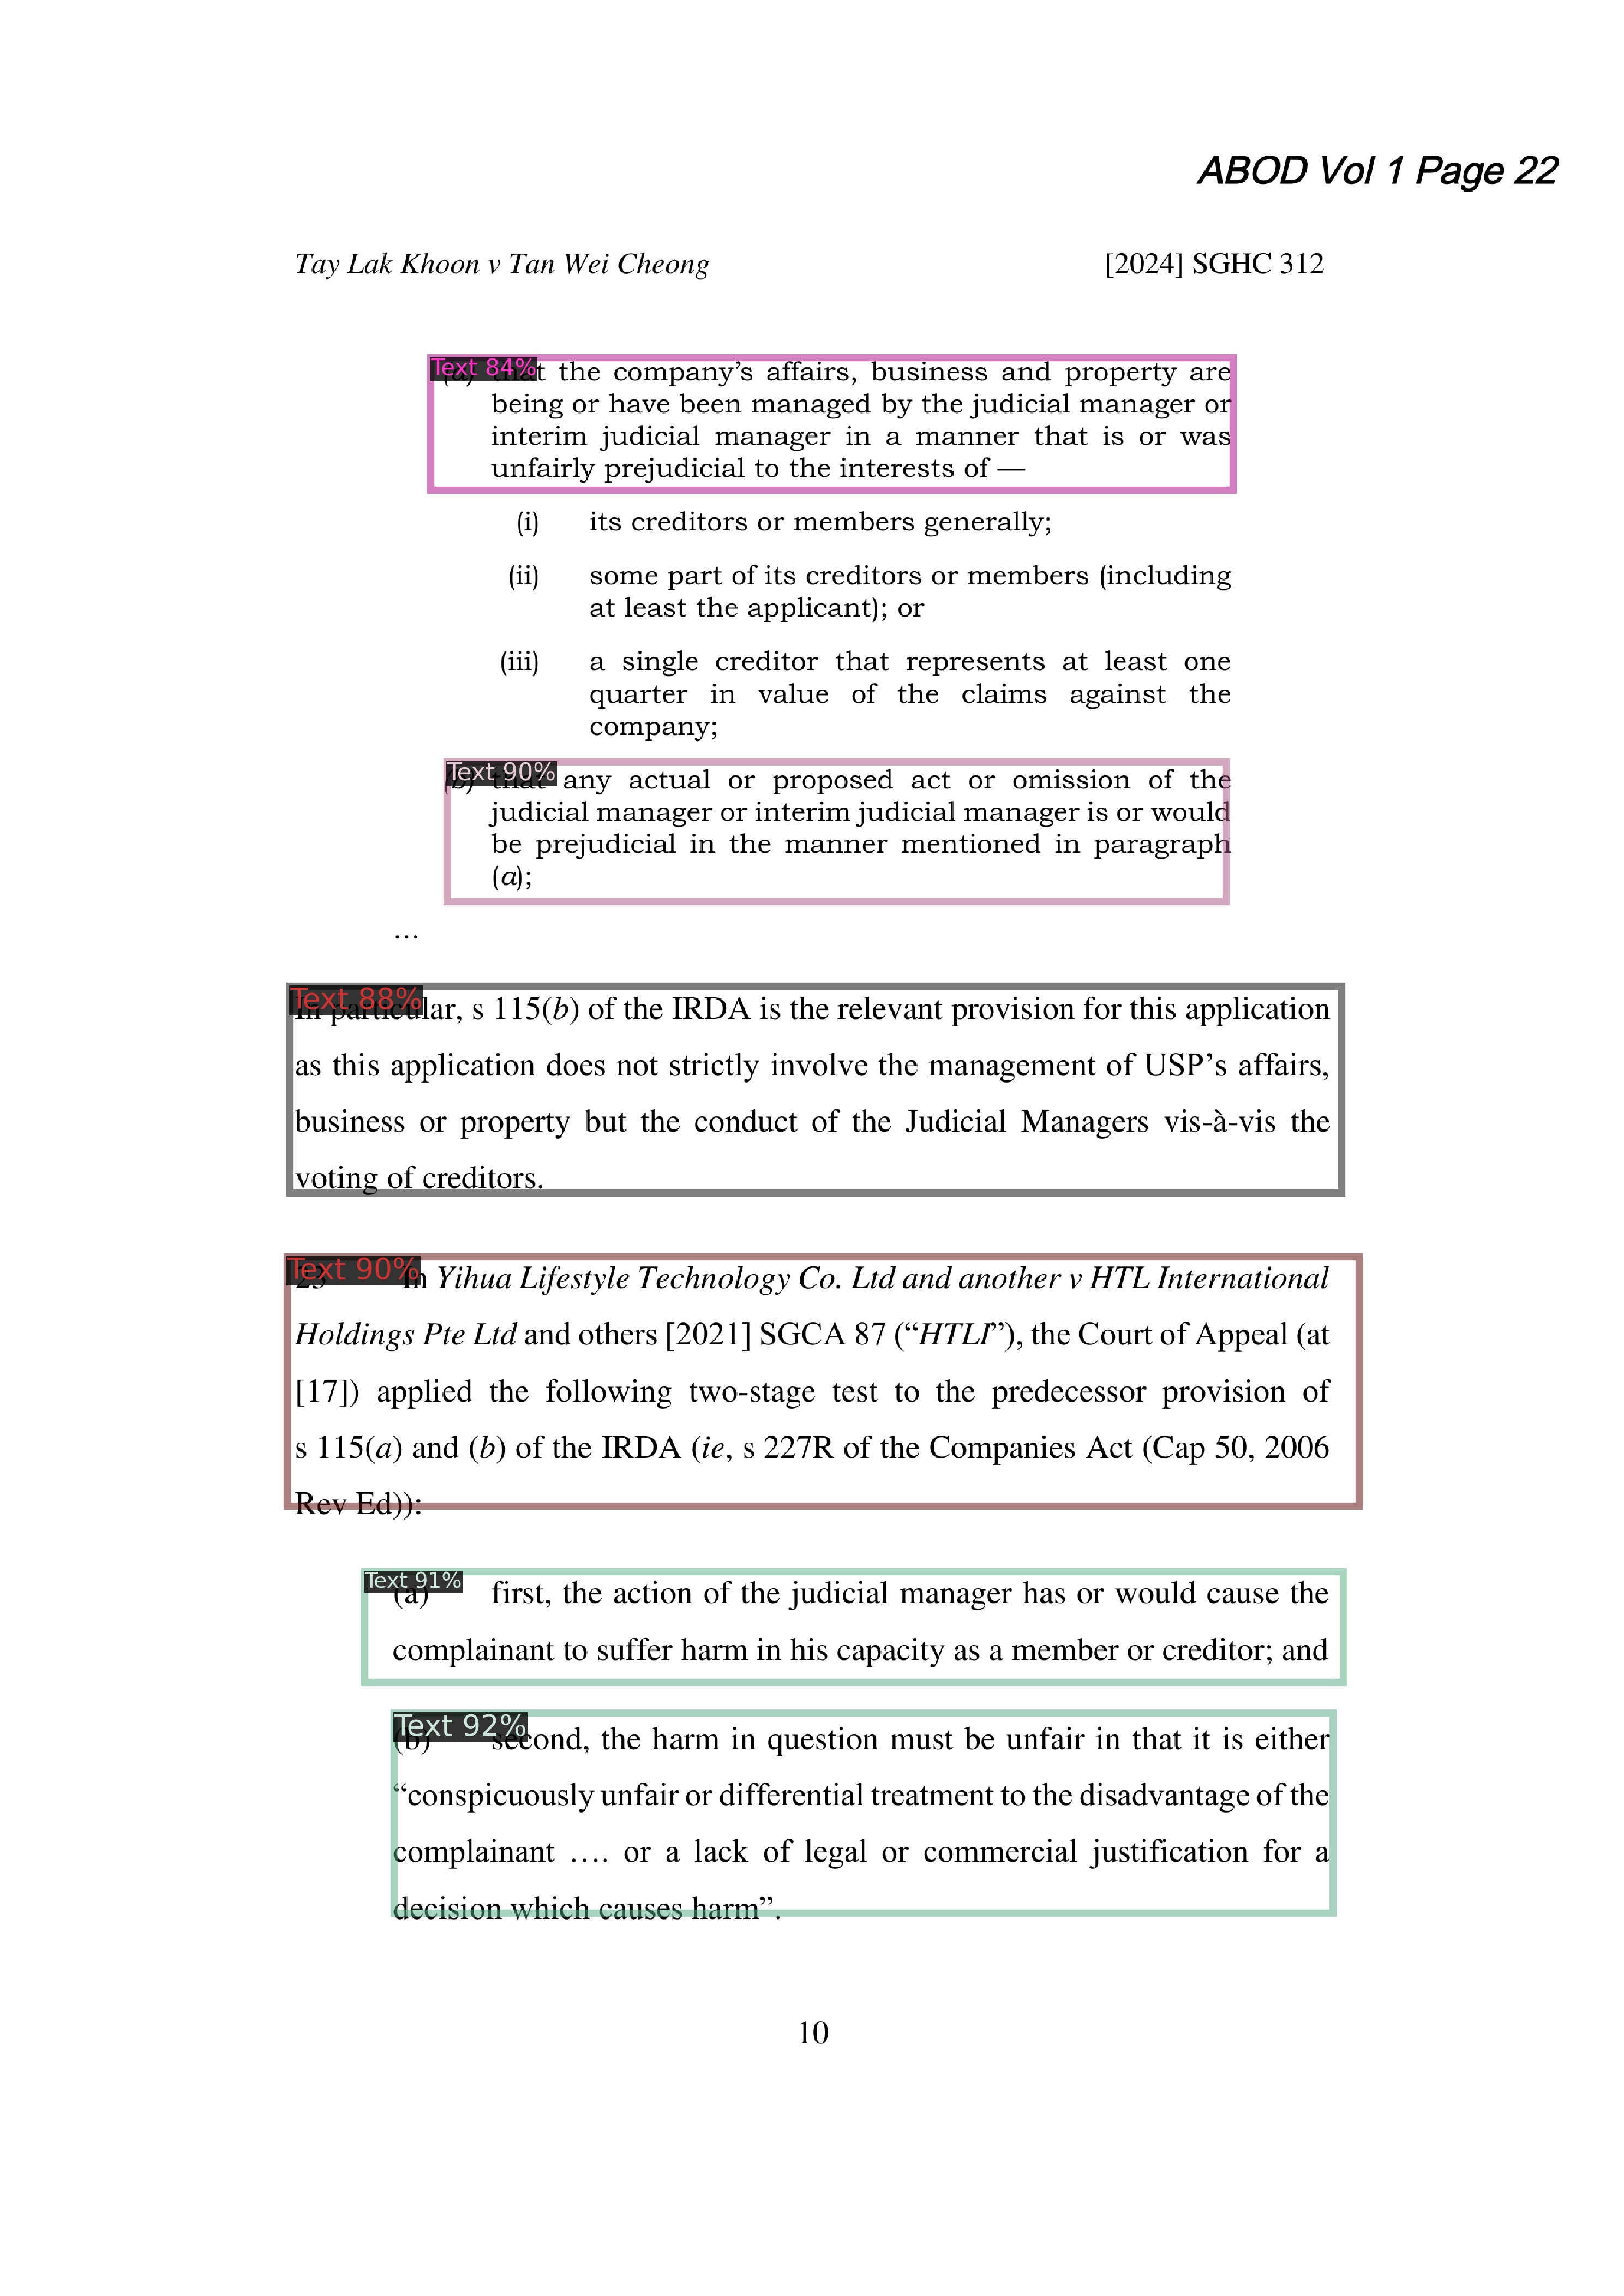 ABOD Vol 1 Page 22
Tay Lak Khoon v Tan Wei Cheong [2024] SGHC 312
Text 84%
(a) that the company’s affairs, business and property are
being or have been managed by the judicial manager or
interim judicial manager in a manner that is or was
unfairly prejudicial to the interests of —
(i) its creditors or members generally;
(ii) some part of its creditors or members (including
at least the applicant); or
(iii) a single creditor that represents at least one
quarter in value of the claims against the
company;
Text 90%
(b) that any actual or proposed act or omission of the
judicial manager or interim judicial manager is or would
be prejudicial in the manner mentioned in paragraph
(a);
…
Text 88%
In particular, s 115(b) of the IRDA is the relevant provision for this application
as this application does not strictly involve the management of USP’s affairs,
business or property but the conduct of the Judicial Managers vis-à-vis the
voting of creditors.
Text 90%
23 In Yihua Lifestyle Technology Co. Ltd and another v HTL International
Holdings Pte Ltd and others [2021] SGCA 87 (“HTLI”), the Court of Appeal (at
[17]) applied the following two-stage test to the predecessor provision of
s 115(a) and (b) of the IRDA (ie, s 227R of the Companies Act (Cap 50, 2006
Rev Ed)):
Text 91%
(a) first, the action of the judicial manager has or would cause the
complainant to suffer harm in his capacity as a member or creditor; and
Text 92%
(b) second, the harm in question must be unfair in that it is either
“conspicuously unfair or differential treatment to the disadvantage of the
complainant …. or a lack of legal or commercial justification for a
decision which causes harm”.
10